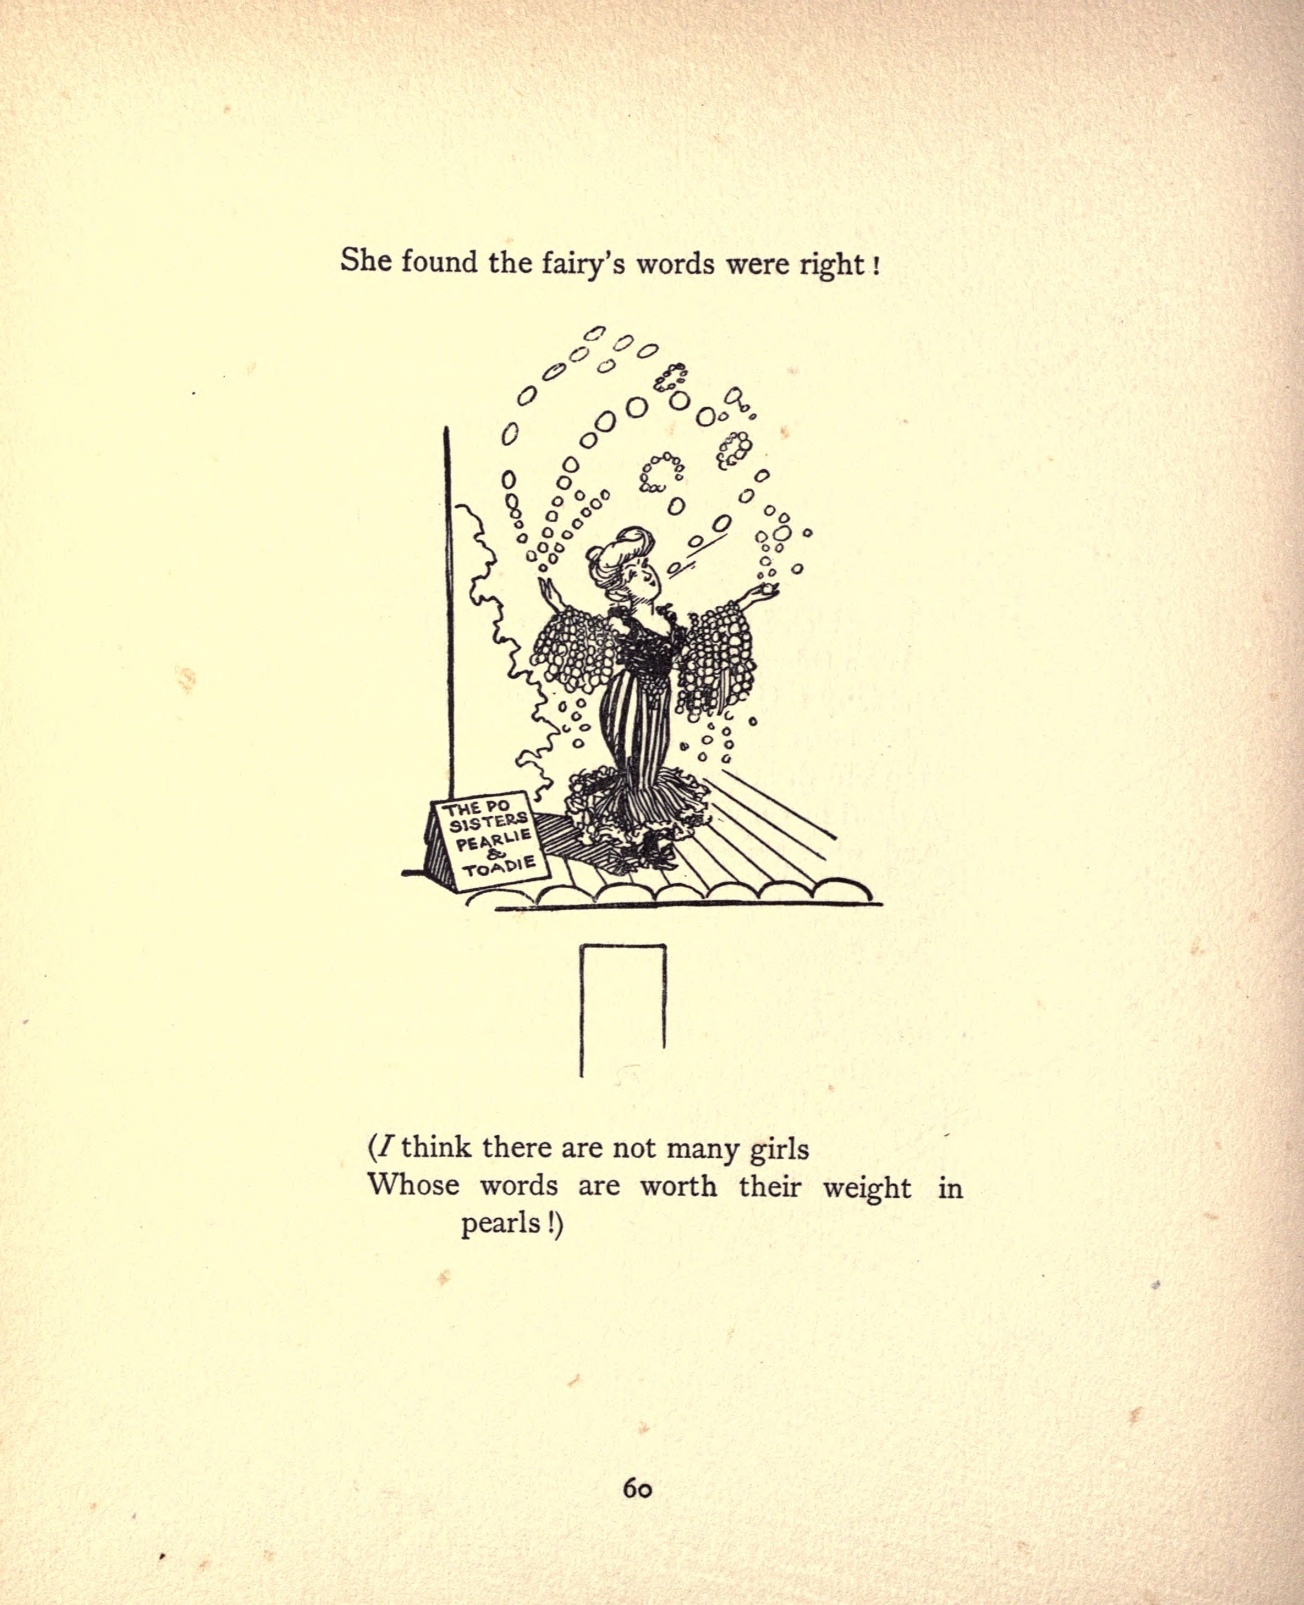 She found the fairy's words were right !
THE PO
SISTERS
PEARLIE
&
TOADIE
(I think there are not many girls
Whose words are worth their weight in
pearls !)
60